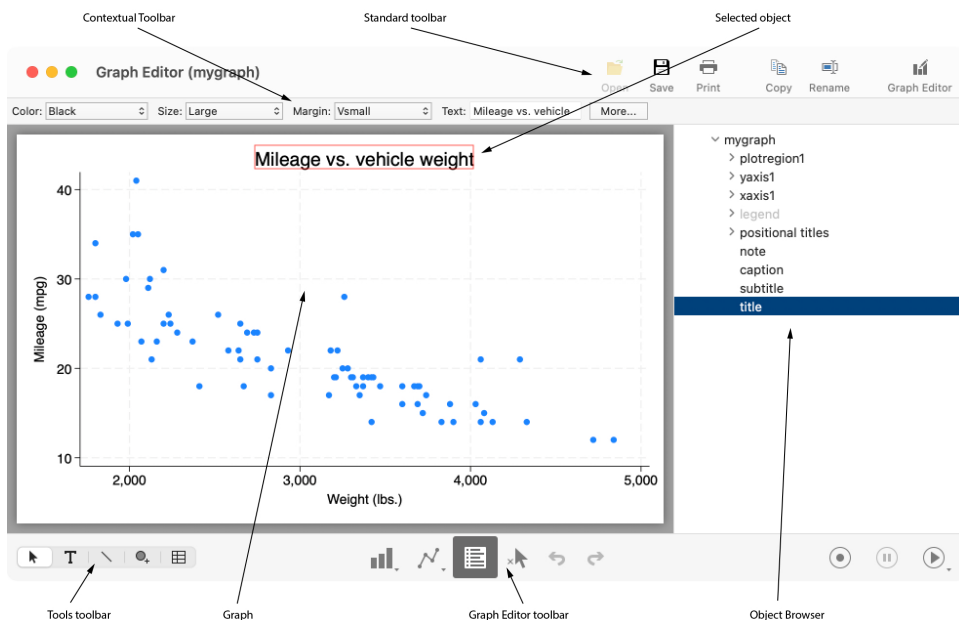 Contextual Toolbar
Standard toolbar
Selected object
Graph Editor (mygraph)
Open
Save
Print
Copy
Rename
Graph Editor
Color: Black
Size: Large
Margin: Vsmall
Text: Mileage vs. vehicle
More...
Mileage vs. vehicle weight
40
30
20
10
Mileage (mpg)
2,000
3,000
4,000
5,000
Weight (lbs.)
mygraph
plotregion1
yaxis1
xaxis1
legend
positional titles
note
caption
subtitle
title
T
Tools toolbar
Graph
Graph Editor toolbar
Object Browser